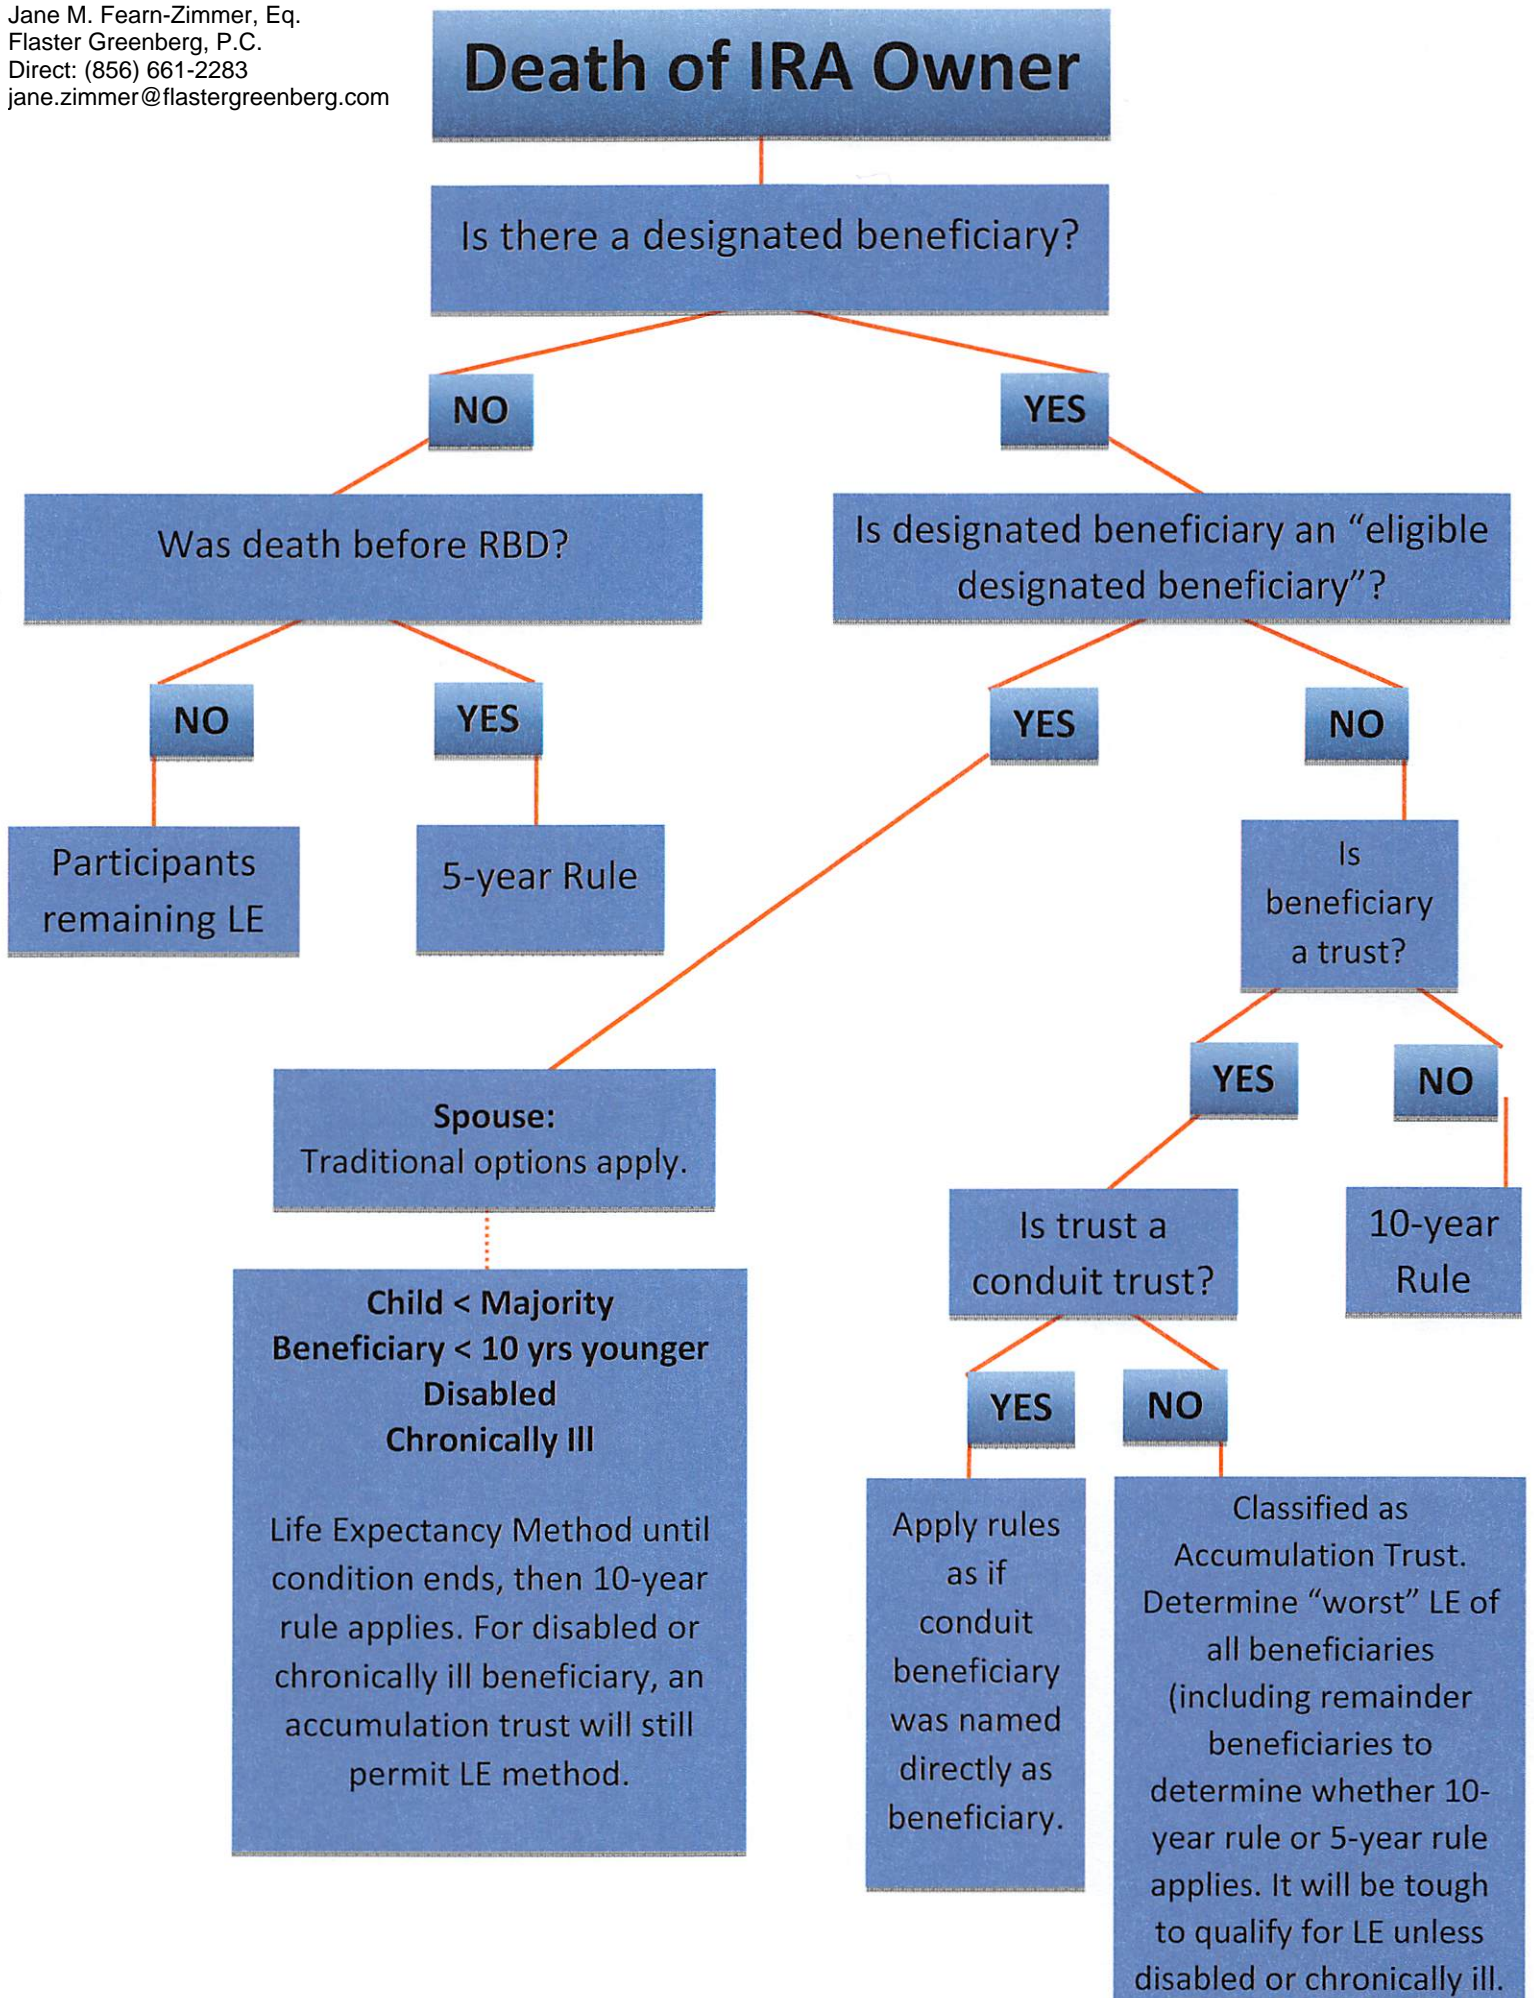 Jane M. Fearn-Zimmer, Eq.
Flaster Greenberg, P.C.
Direct: (856) 661-2283
jane.zimmer@flastergreenberg.com
Death of IRA Owner
Is there a designated beneficiary?
NO
YES
Was death before RBD?
Is designated beneficiary an “eligible
designated beneficiary”?
NO
YES
YES
NO
Participants
remaining LE
5-year Rule
Is
beneficiary
a trust?
YES
NO
Spouse:
Traditional options apply.
Is trust a
conduit trust?
10-year
Rule
Child < Majority
Beneficiary < 10 yrs younger
Disabled
Chronically Ill
Life Expectancy Method until
condition ends, then 10-year
rule applies. For disabled or
chronically ill beneficiary, an
accumulation trust will still
permit LE method.
YES
NO
Apply rules
as if
conduit
beneficiary
was named
directly as
beneficiary.
Classified as
Accumulation Trust.
Determine “worst” LE of
all beneficiaries
(including remainder
beneficiaries to
determine whether 10-
year rule or 5-year rule
applies. It will be tough
to qualify for LE unless
disabled or chronically ill.